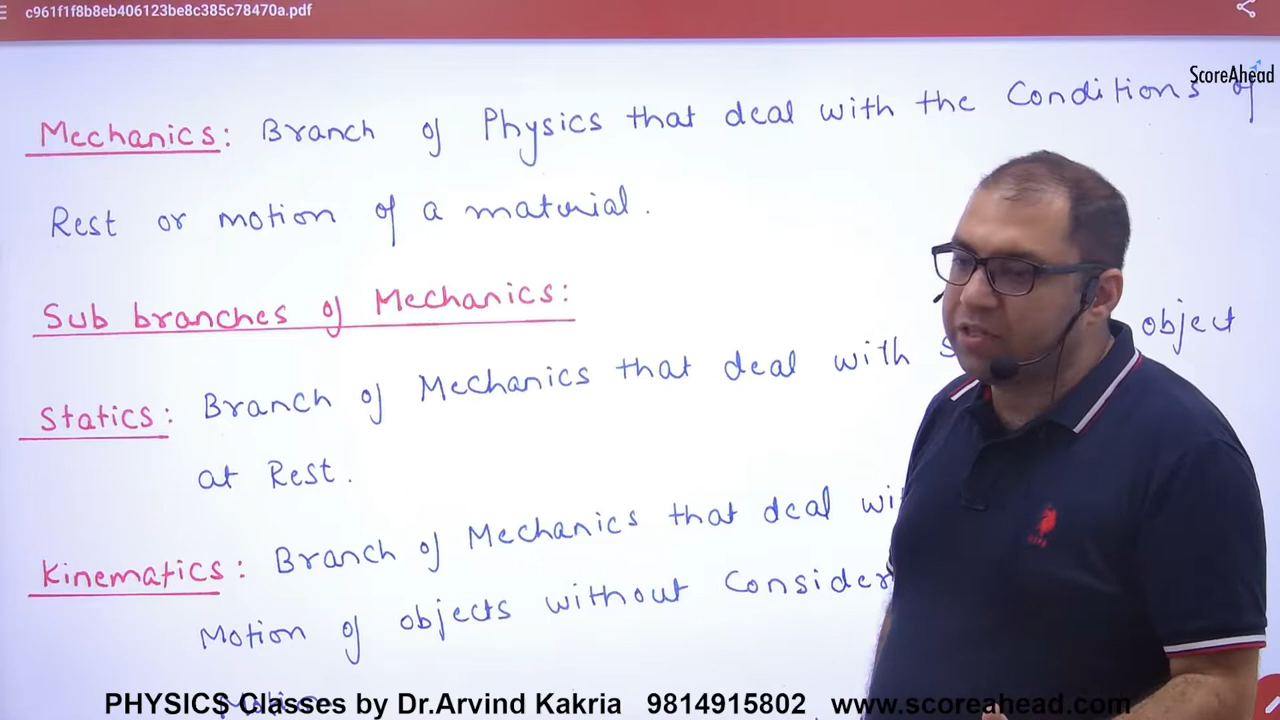 c961f1f8b8eb406123be8c385c78470a.pdf
ScoreAhead
Mechanics: Branch of Physics that deal with the Conditions of
Rest or motion of a material.
Sub branches of Mechanics:
Statics: Branch of Mechanics that deal with object
at Rest.
Kinematics: Branch of Mechanics that deal wi
Motion of objects without Consider
PHYSICS Classes by Dr.Arvind Kakria 9814915802 www.scoreahead.com